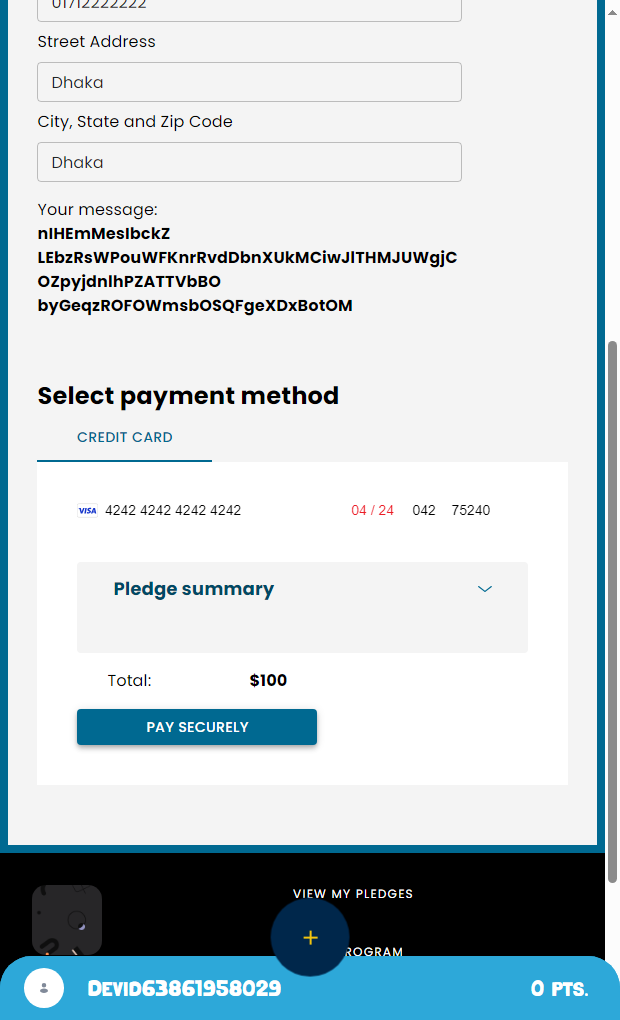 01712222222
Street Address
Dhaka
City, State and Zip Code
Dhaka
Your message:
nIHEmMesIbckZ
LEbzRsWPouWFKnrRvdDbnXUkMCiwJlTHMJUWgjC
OZpyjdnlhPZATTVbBO
byGeqzROFOWmsbOSQFgeXDxBotOM
Select payment method
CREDIT CARD
VISA 4242 4242 4242 4242 04 / 24 042 75240
Pledge summary
Total: $100
PAY SECURELY
VIEW MY PLEDGES
+
ROGRAM
Devid63861958029 0 PTS.